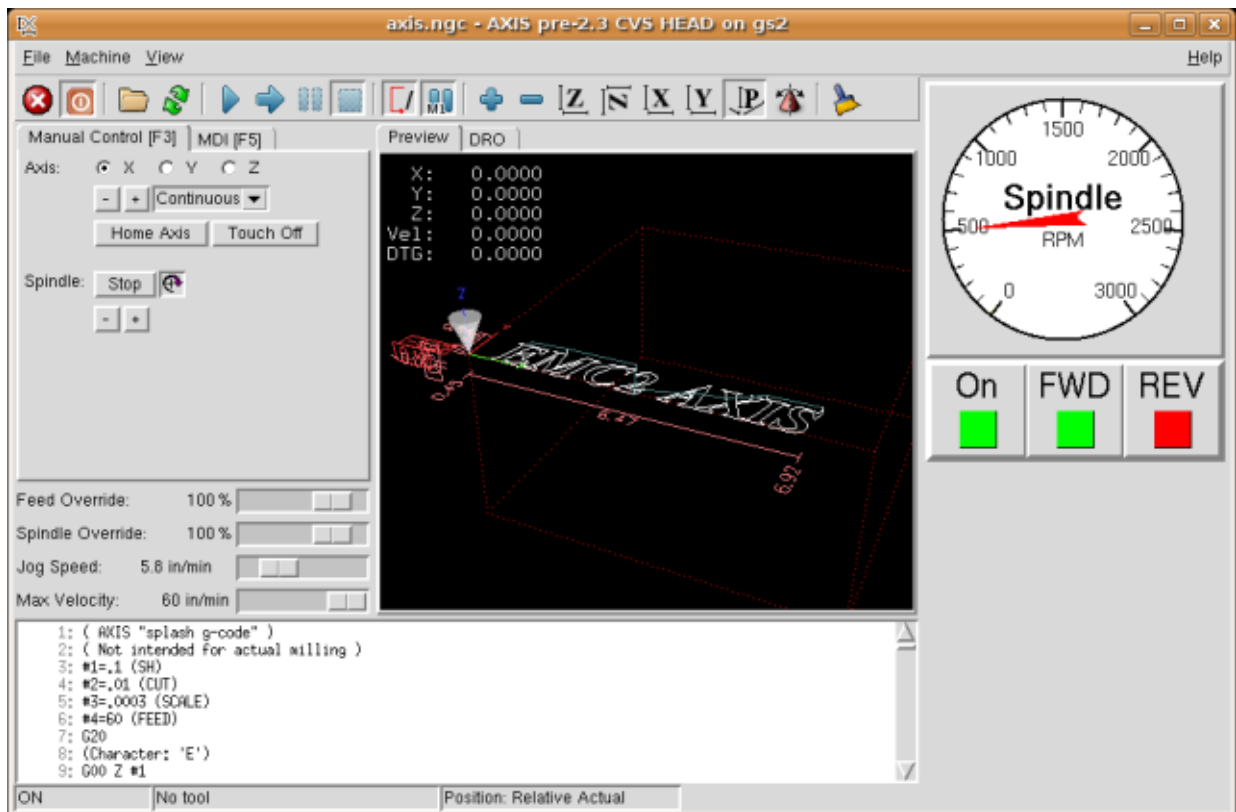 axis.ngc - AXIS pre-2.3 CVS HEAD on gs2
File Machine View Help
Manual Control [F3] MDI [F5]
Axis: X Y Z
- + Continuous
Home Axis Touch Off
Spindle: Stop
- +
Feed Override: 100 %
Spindle Override: 100 %
Jog Speed: 5.8 in/min
Max Velocity: 60 in/min
Z N X Y P
M1
Preview DRO
X: 0.0000
Y: 0.0000
Z: 0.0000
Vel: 0.0000
DTG: 0.0000
Z
EMC2 AXIS
0.45
6.47
6.92
0
500
1000
1500
2000
2500
3000
Spindle
RPM
On FWD REV
1: ( AXIS "splash g-code" )
2: ( Not intended for actual milling )
3: #1=.1 (SH)
4: #2=.01 (CUT)
5: #3=.0003 (SCALE)
6: #4=60 (FEED)
7: G20
8: (Character: 'E')
9: G00 Z #1
ON No tool Position: Relative Actual